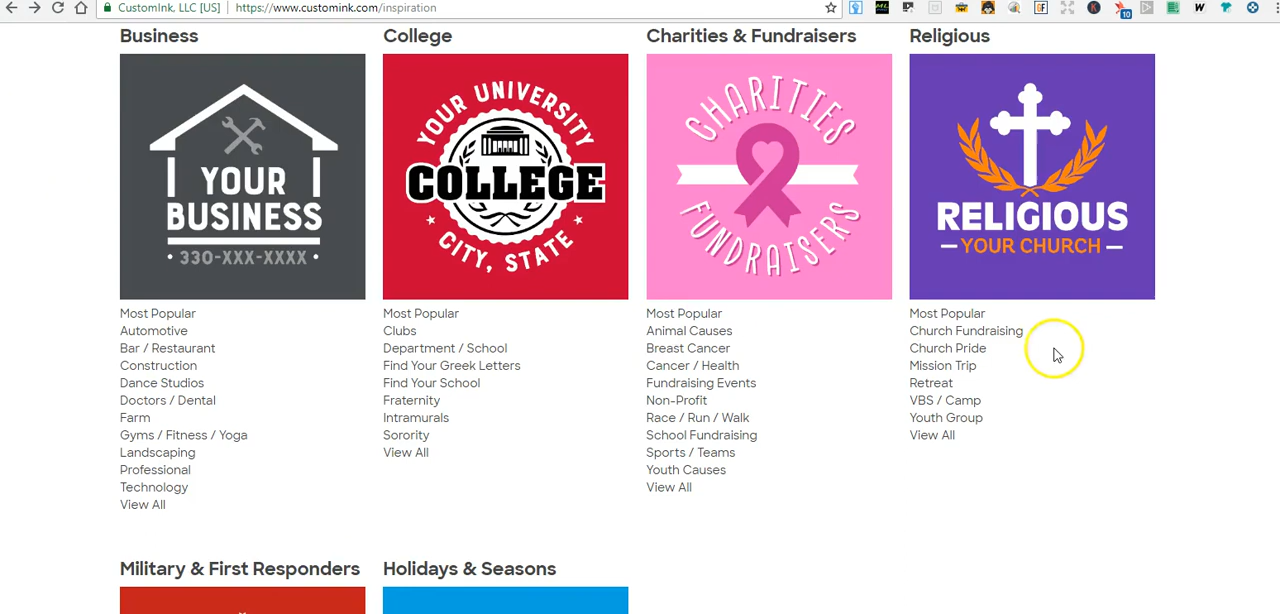 CustomInk, LLC [US]
https://www.customink.com/inspiration
10
GF
K
W
Business
YOUR
BUSINESS
• 330-XXX-XXXX •
Most Popular
Automotive
Bar / Restaurant
Construction
Dance Studios
Doctors / Dental
Farm
Gyms / Fitness / Yoga
Landscaping
Professional
Technology
View All
College
YOUR UNIVERSITY
COLLEGE
CITY, STATE
Most Popular
Clubs
Department / School
Find Your Greek Letters
Find Your School
Fraternity
Intramurals
Sorority
View All
Charities & Fundraisers
CHARITIES
FUNDRAISERS
Most Popular
Animal Causes
Breast Cancer
Cancer / Health
Fundraising Events
Non-Profit
Race / Run / Walk
School Fundraising
Sports / Teams
Youth Causes
View All
Religious
RELIGIOUS
YOUR CHURCH
Most Popular
Church Fundraising
Church Pride
Mission Trip
Retreat
VBS / Camp
Youth Group
View All
Military & First Responders
Holidays & Seasons